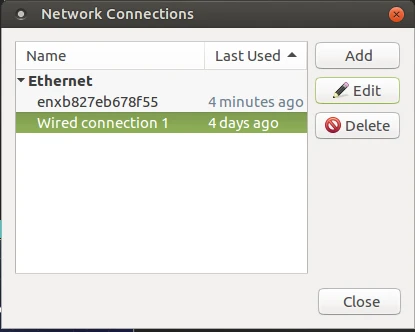 Network Connections
Name Last Used
Add
Ethernet
enxb827eb678f55 4 minutes ago
Edit
Wired connection 1 4 days ago
Delete
Close